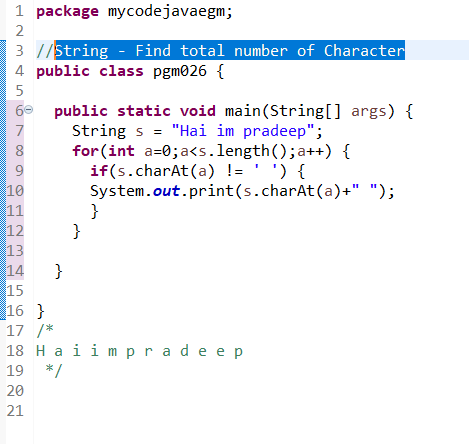 1 package mycodejavaegm;
2
3 //String - Find total number of Character
4 public class pgm026 {
5
6 public static void main(String[] args) {
7 String s = "Hai im pradeep";
8 for(int a=0;a<s.length();a++) {
9 if(s.charAt(a) != ' ') {
10 System.out.print(s.charAt(a)+" ");
11 }
12 }
13
14 }
15
16 }
17 /*
18 H a i i m p r a d e e p
19 */
20
21